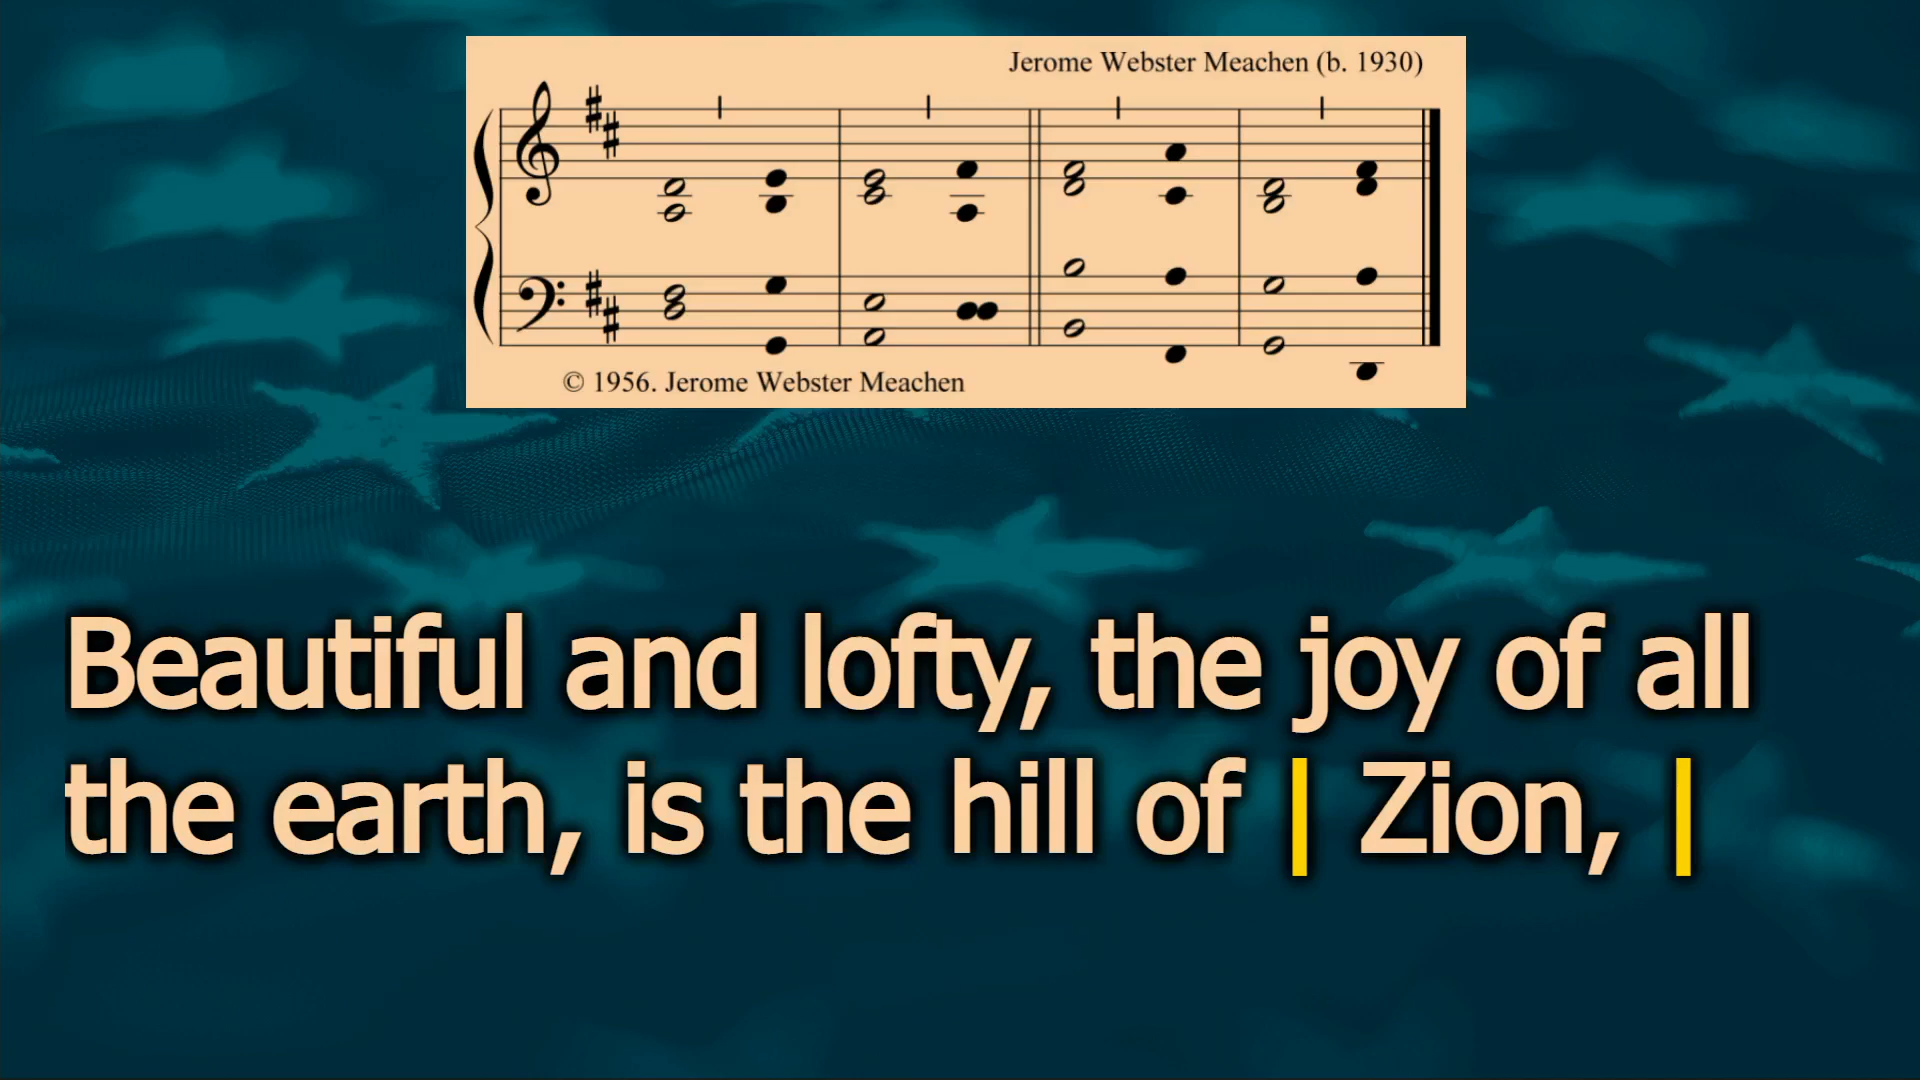 Jerome Webster Meachen (b. 1930)
© 1956. Jerome Webster Meachen
Beautiful and lofty, the joy of all
the earth, is the hill of | Zion, |